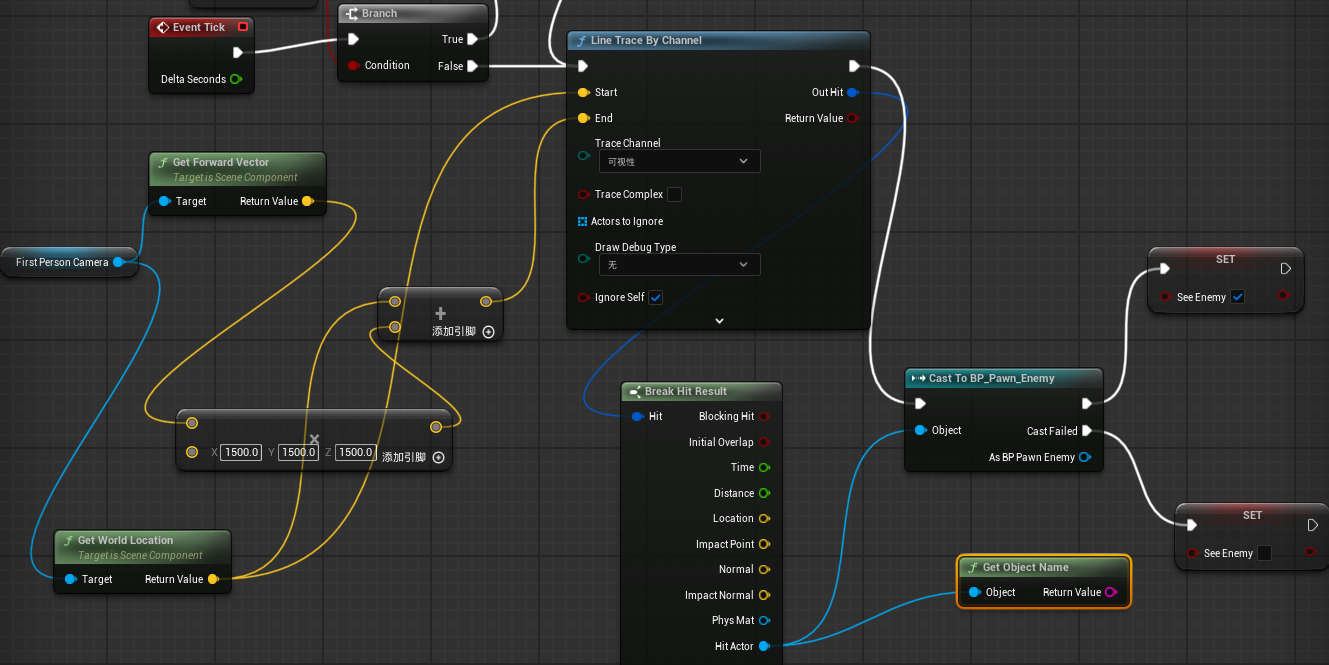 Event Tick
Delta Seconds
Branch
True
Condition
False
Line Trace By Channel
Start
Out Hit
End
Return Value
Trace Channel
可视性
Trace Complex
Actors to Ignore
Draw Debug Type
无
Ignore Self
Get Forward Vector
Target is Scene Component
Target
Return Value
First Person Camera
+
添加引脚
×
X 1500.0 Y 1500.0 Z 1500.0 添加引脚
Get World Location
Target is Scene Component
Target
Return Value
Break Hit Result
Hit
Blocking Hit
Initial Overlap
Time
Distance
Location
Impact Point
Normal
Impact Normal
Phys Mat
Hit Actor
Cast To BP_Pawn_Enemy
Object
Cast Failed
As BP Pawn Enemy
SET
See Enemy
SET
See Enemy
Get Object Name
Object
Return Value